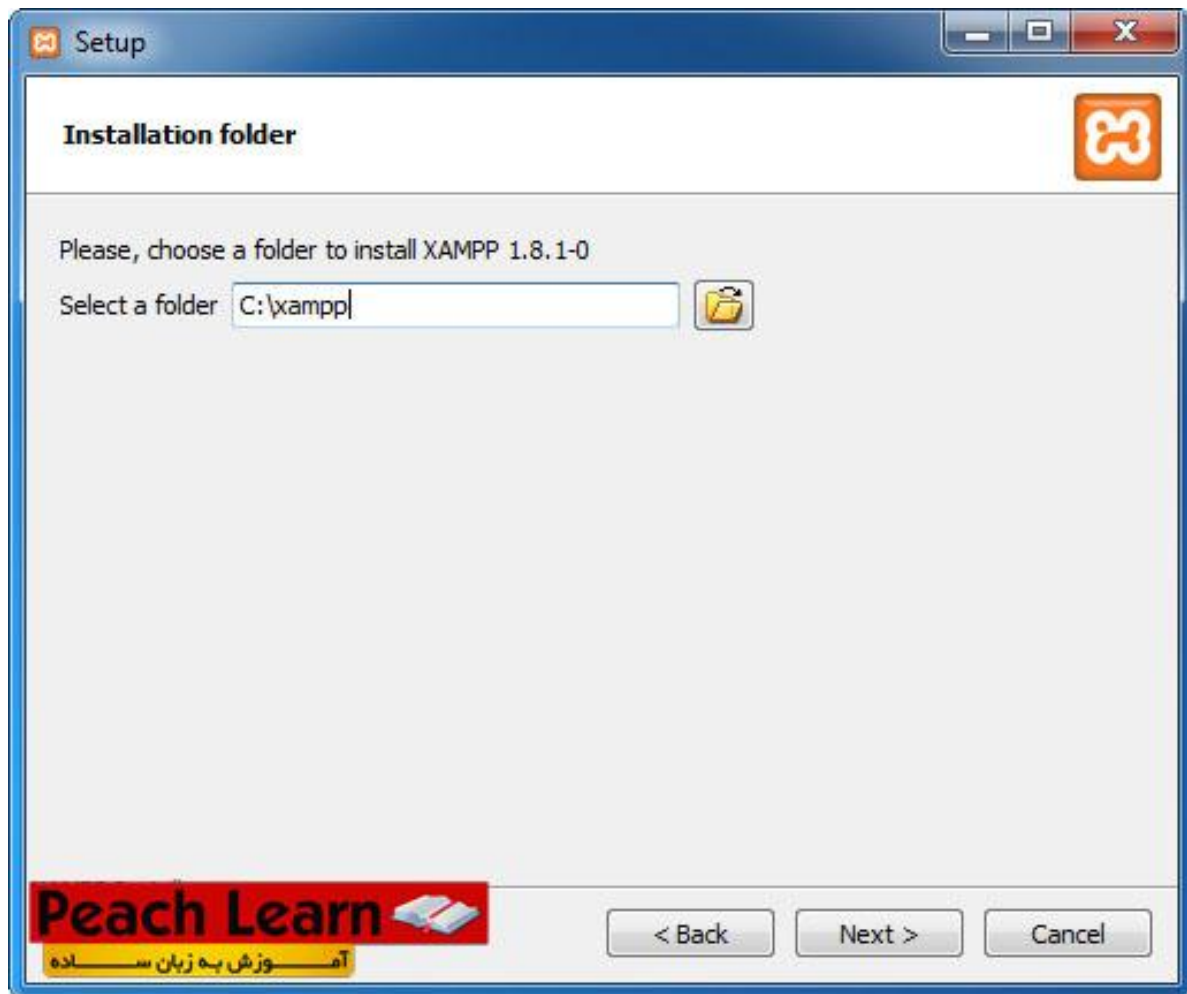 Setup
Installation folder
Please, choose a folder to install XAMPP 1.8.1-0
Select a folder C:\xampp
Peach Learn
آمـــوزش به زبان ســـاده
< Back Next > Cancel